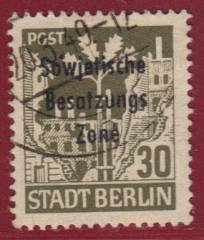 POST
Sowjetische
Besatzungs
Zone
30
STADT BERLIN